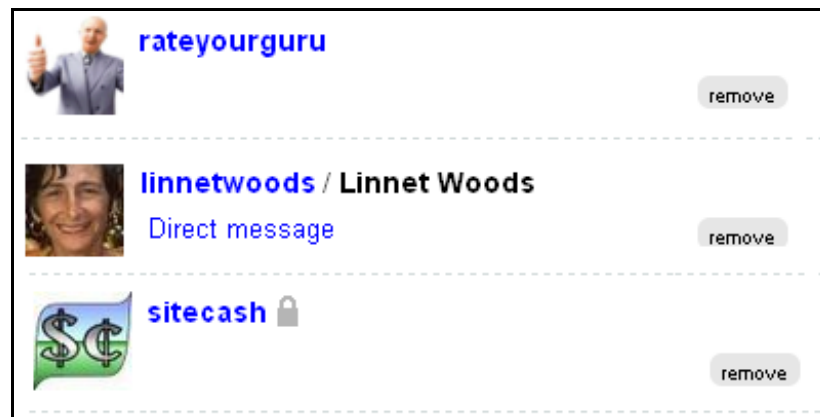 rateyourguru
remove
linnetwoods / Linnet Woods
Direct message
remove
sitecash
remove